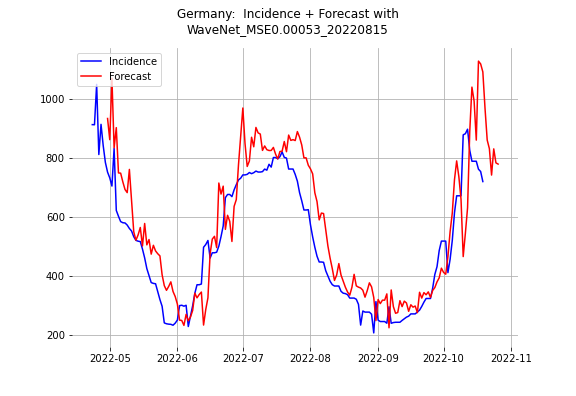 Germany:  Incidence + Forecast with
WaveNet_MSE0.00053_20220815
Incidence
Forecast
1000
800
600
400
200
2022-05 2022-06 2022-07 2022-08 2022-09 2022-10 2022-11